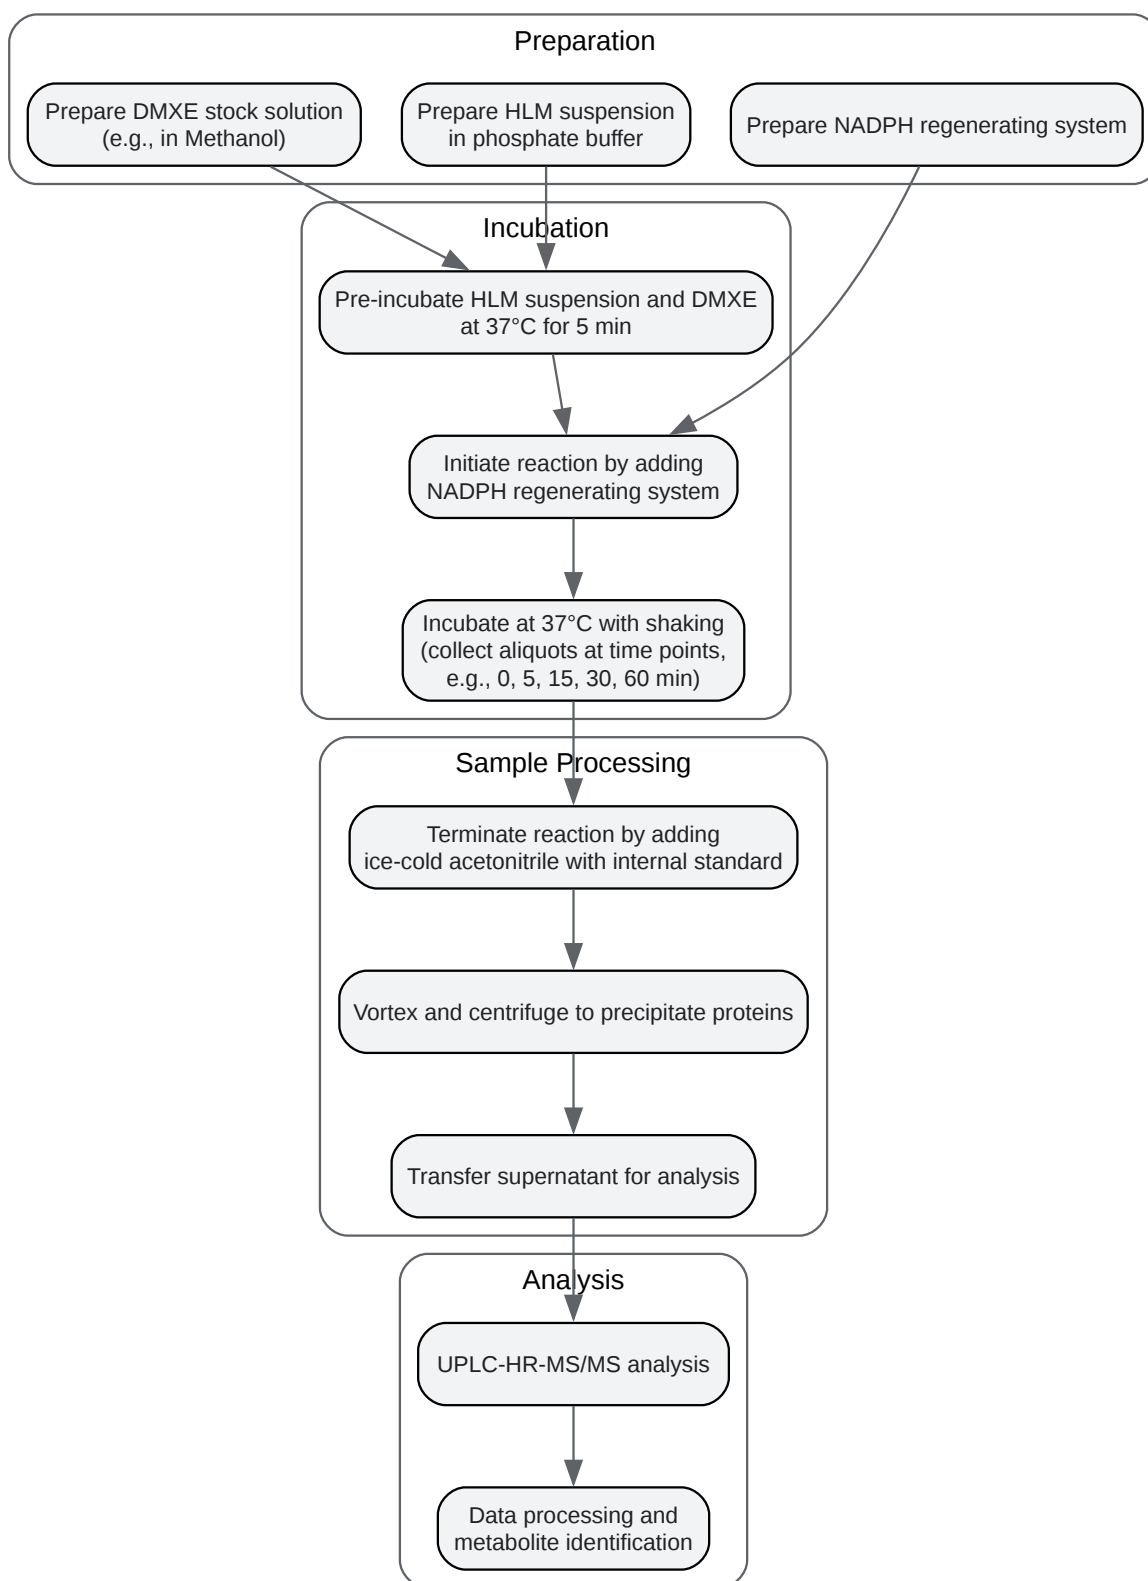 Preparation
Prepare DMXE stock solution
(e.g., in Methanol)
Prepare HLM suspension
in phosphate buffer
Prepare NADPH regenerating system
Incubation
Pre-incubate HLM suspension and DMXE
at 37°C for 5 min
Initiate reaction by adding
NADPH regenerating system
Incubate at 37°C with shaking
(collect aliquots at time points,
e.g., 0, 5, 15, 30, 60 min)
Sample Processing
Terminate reaction by adding
ice-cold acetonitrile with internal standard
Vortex and centrifuge to precipitate proteins
Transfer supernatant for analysis
Analysis
UPLC-HR-MS/MS analysis
Data processing and
metabolite identification